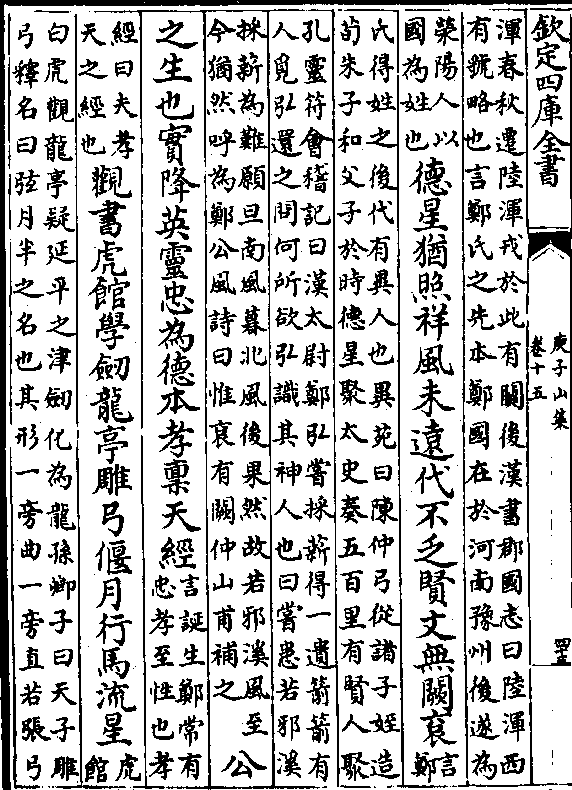 欽定四庫全書
庚子山集
卷十五
渾春秋遷陸渾戎於此有闕後漢書郡國志曰陸渾西
有虢略也言鄭氏之先本鄭國在於河南豫州後遂為
滎陽人以
國為姓也
德星猶照祥風未遠代不乏賢文無闕衮
言
鄭
氏得姓之後代有異人也異苑曰陳仲弓從諸子姪造
荀朱子和父子於時德星聚太史奏五百里有賢人聚
孔靈符會稽記曰漢太尉鄭弘嘗採薪得一遺箭箭有
人覓弘還之問何所欲弘識其神人也曰嘗患若邪溪
採薪為難願旦南風暮北風後果然故若邪溪風至
今猶然呼為鄭公風詩曰惟衮有闕仲山甫補之
公
之生也實降英靈忠為德本孝稟天經
言誕生鄭常有
忠孝至性也孝
經曰夫孝
天之經也
觀書虎館學劒龍亭雕弓偃月行馬流星
虎
館
白虎觀龍亭疑延平之津劒化為龍孫卿子曰天子雕
弓釋名曰弦月半之名也其形一旁曲一旁直若張弓